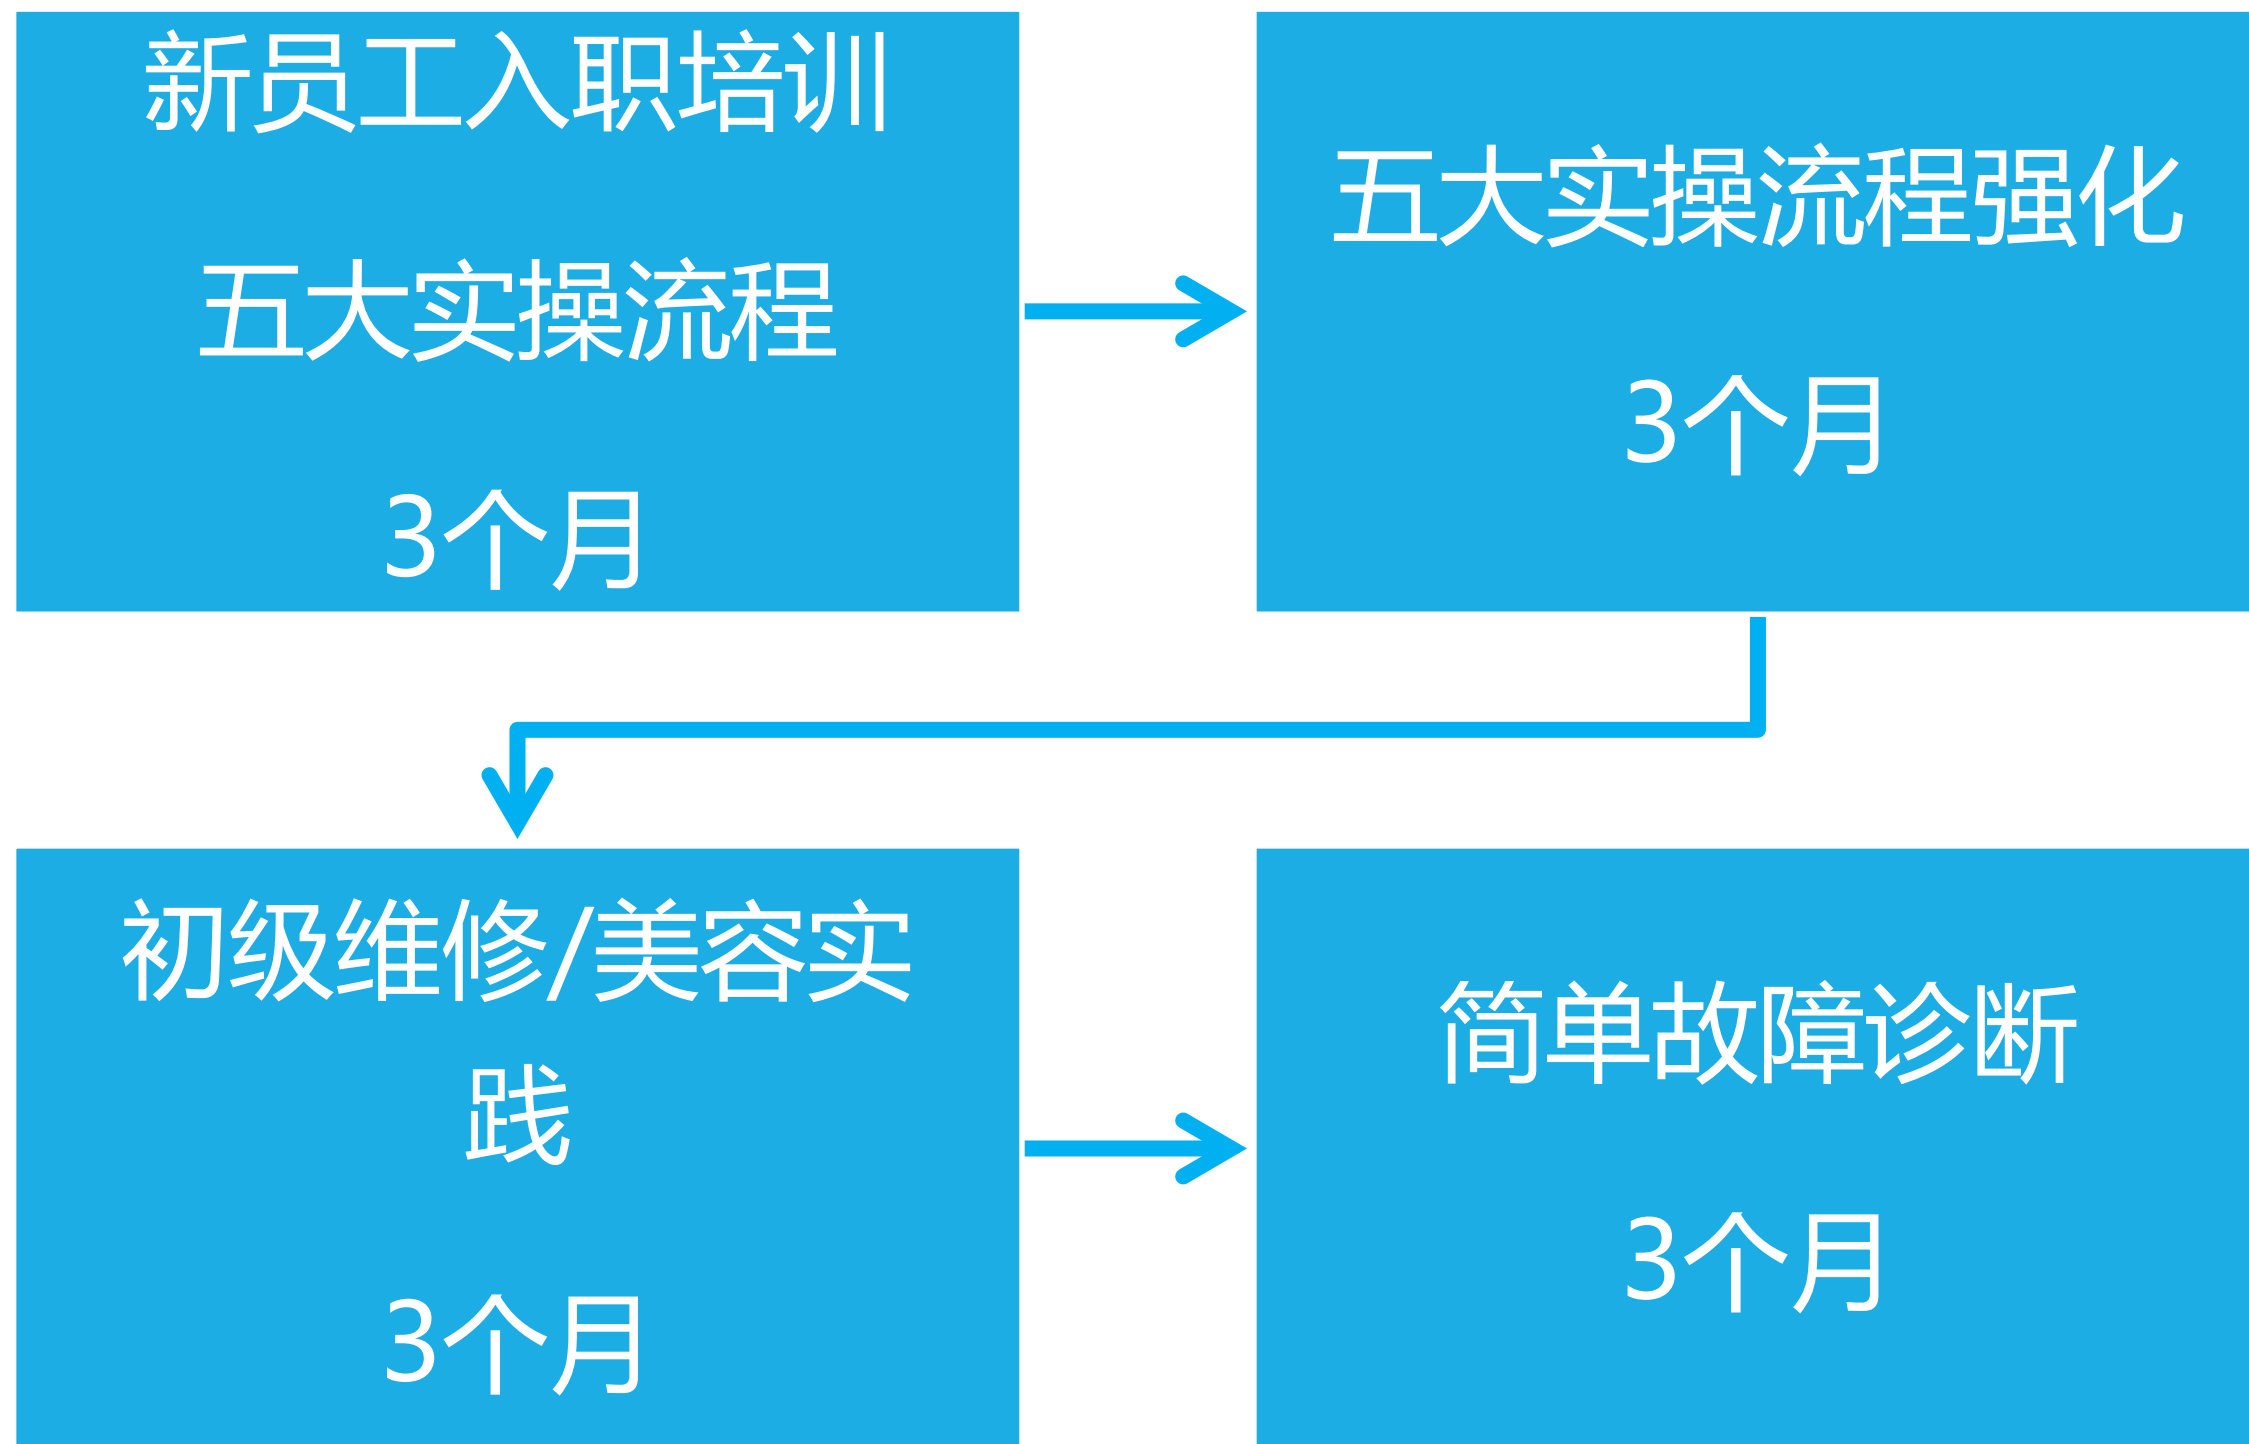 新员工入职培训
五大实操流程
3个月
五大实操流程强化
3个月
初级维修/美容实
践
3个月
简单故障诊断
3个月